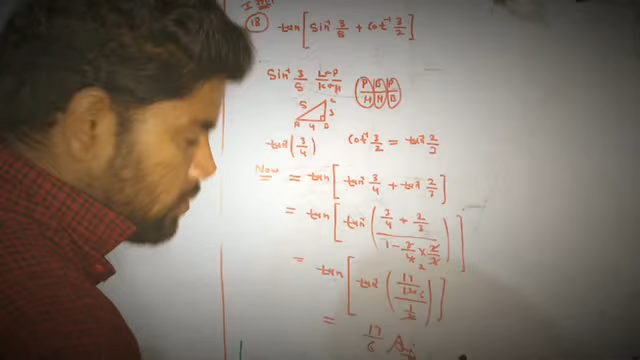 18 tan[Sin⁻¹ 3/5 + Cot⁻¹ 3/2]
Sin⁻¹ 3/5 L→P/K→H
P B P
H H B
5 3
A 4 B
tan⁻¹(3/4) Cot⁻¹ 3/2 = tan⁻¹ 2/3
Now = tan[tan⁻¹ 3/4 + tan⁻¹ 2/3]
= tan[tan⁻¹((3/4 + 2/3)/(1 - 3/4 × 2/3))]
= tan[tan⁻¹((17/12)/(1/2))]
= 17/6 Ans